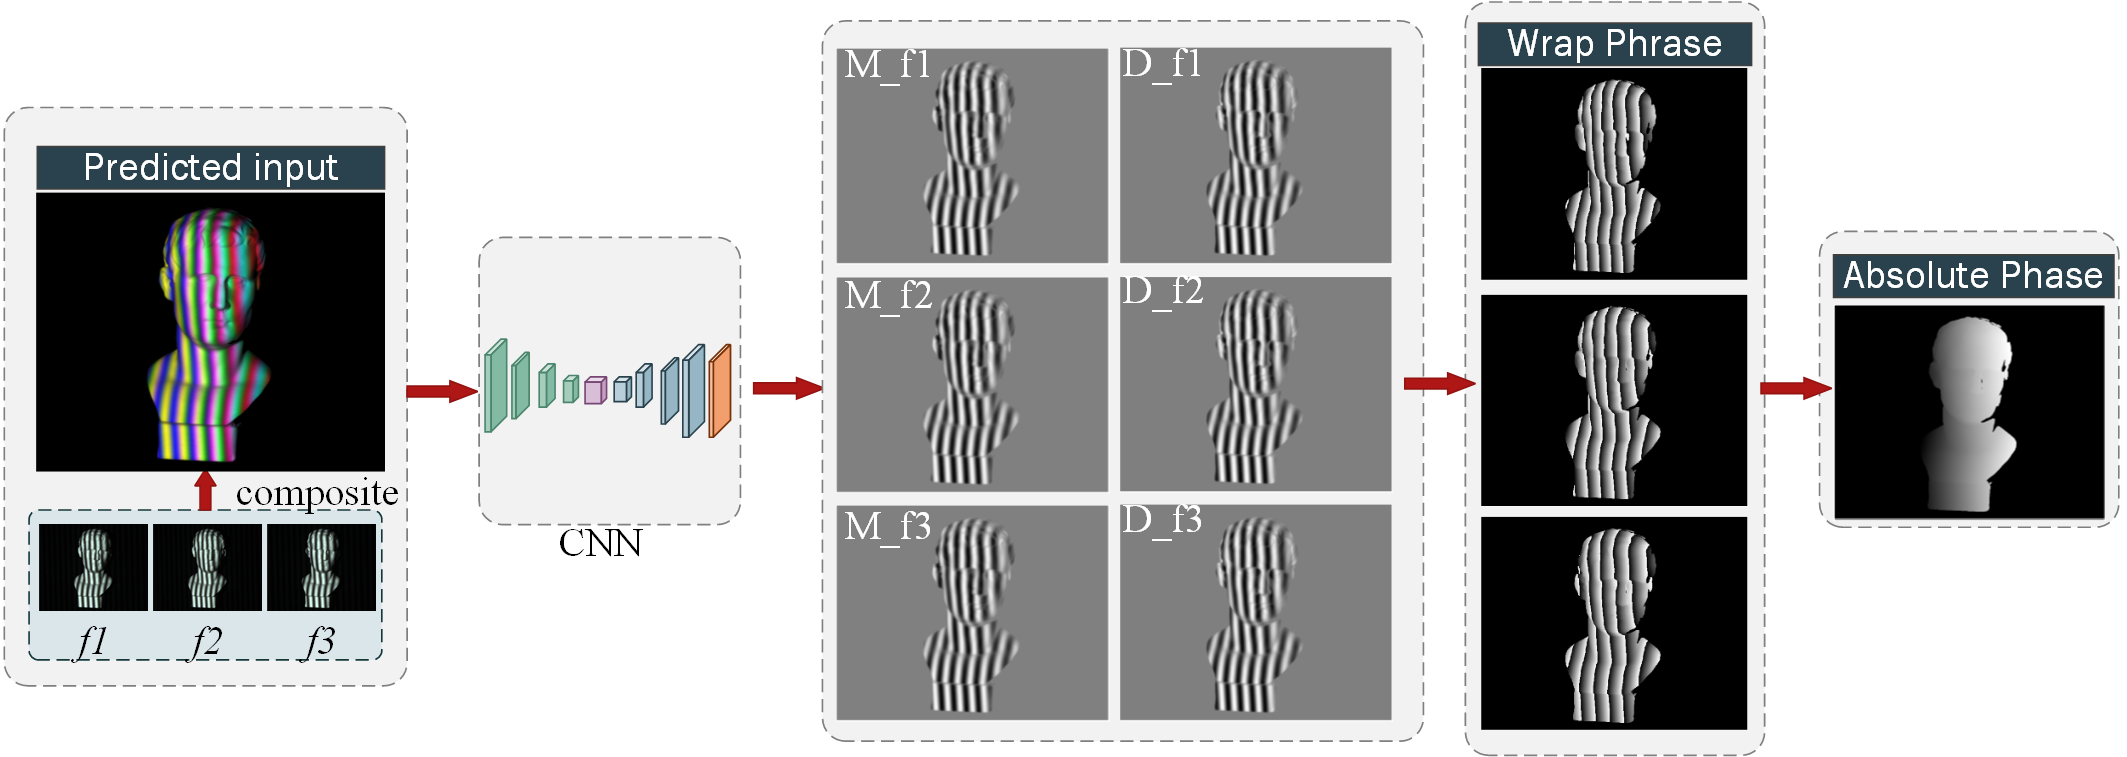 Predicted input
composite
f1 f2 f3
CNN
M_f1 D_f1
M_f2 D_f2
M_f3 D_f3
Wrap Phrase
Absolute Phase